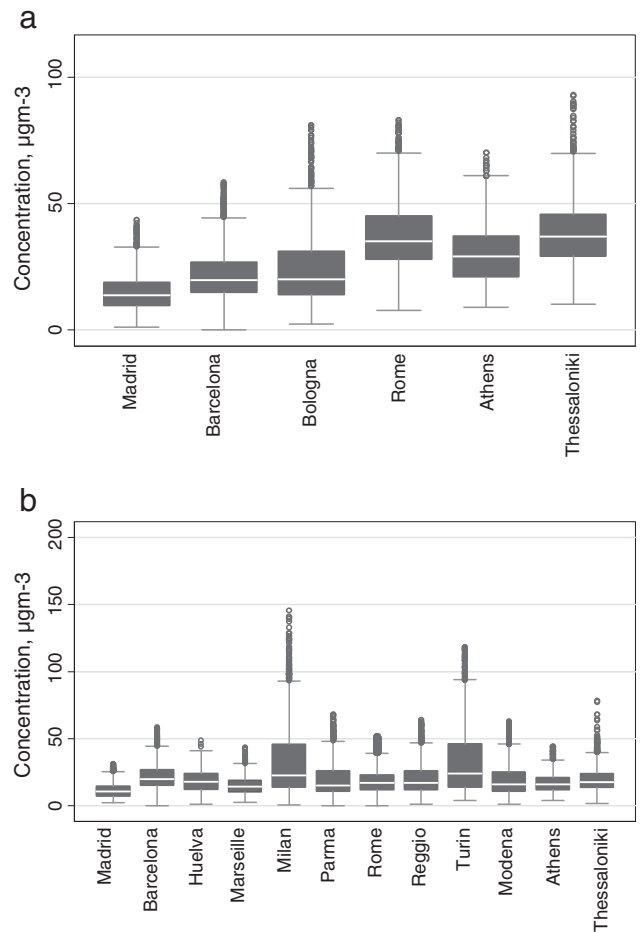 a
100
50
0
Concentration, µgm-3
Madrid
Barcelona
Bologna
Rome
Athens
Thessaloniki
b
200
150
100
50
0
Concentration, µgm-3
Madrid
Barcelona
Huelva
Marseille
Milan
Parma
Rome
Reggio
Turin
Modena
Athens
Thessaloniki